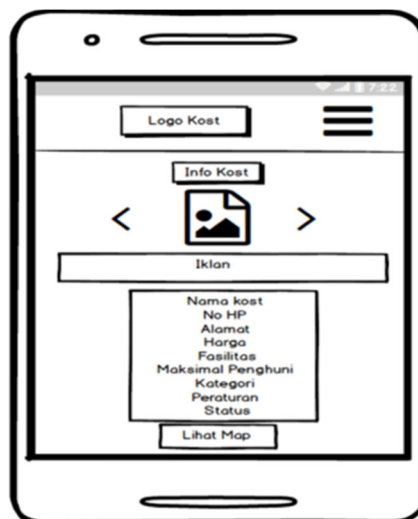 7:22
Logo Kost
Info Kost
< >
Iklan
Nama kost
No HP
Alamat
Harga
Fasilitas
Maksimal Penghuni
Kategori
Peraturan
Status
Lihat Map